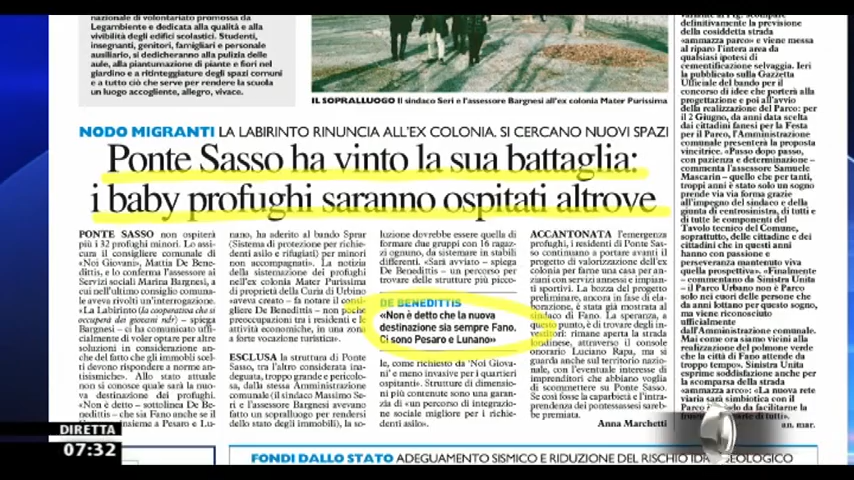 nazionale di volontariato promossa da
Legambiente e dedicata alla qualità e alla
vivibilità degli edifici scolastici. Studenti,
insegnanti, genitori, famigliari e personale
ausiliario, si dedicheranno alla pulizia delle
aule, alla piantumazione di piante e fiori nel
giardino e a ritinteggiature degli spazi comuni
e a tutto ciò che serve per rendere la scuola
un luogo accogliente, allegro, vivace.
IL SOPRALLUOGO Il sindaco Seri e l'assessore Bargnesi all'ex colonia Mater Purissima
NODO MIGRANTI LA LABIRINTO RINUNCIA ALL'EX COLONIA. SI CERCANO NUOVI SPAZI
Ponte Sasso ha vinto la sua battaglia:
i baby profughi saranno ospitati altrove
PONTE SASSO non ospiterà
più i 32 profughi minori. Lo assi-
cura il consigliere comunale di
«Noi Giovani», Mattia De Bene-
dittis, e lo conferma l'assessore ai
Servizi sociali Marina Bargnesi, a
cui nell'ultimo consiglio comuna-
le aveva rivolti un'interrogazione.
«La Labirinto (la cooperativa che si
occuperà dei giovani ndr) – spiega
Bargnesi – ci ha comunicato uffi-
cialmente di voler optare per altre
soluzioni in considerazione an-
che del fatto che gli immobili scel-
ti devono rispondere a norme an-
tisismiche». Allo stato attuale
non si conosce quale sarà la nuo-
va destinazione dei profughi.
«Non è detto – sottolinea De Be-
nedittis – che sia Fano anche se il
nsieme a Pesaro e Lu-
nano, ha aderito al bando Sprar
(Sistema di protezione per richie-
denti asilo e rifugiati) per minori
non accompagnati». La notizia
della sistemazione dei profughi
nell'ex colonia Mater Purissima
di proprietà della Curia di Urbino
«aveva creato – fa notare il consi-
gliere De Benedittis – non poche
preoccupazioni tra i residenti e le
attività economiche, in una zona
a forte vocazione turistica».
ESCLUSA la struttura di Ponte
Sasso, tra l'altro considerata ina-
deguata, troppo grande e pericolo-
sa, dalla stessa Amministrazione
comunale (il sindaco Massimo Se-
ri e l'assessore Bargnesi avevano
fatto un sopraluogo per rendersi
dello stato degli immobili), la so-
luzione dovrebbe essere quella di
formare due gruppi con 16 ragaz-
zi ognuno, da sistemare in stabili
differenti. «Sarà avviato – spiega
De Benedittis – un percorso per
trovare delle strutture più picco-
DE BENEDITTIS
«Non è detto che la nuova
destinazione sia sempre Fano.
Ci sono Pesaro e Lunano»
le, come richiesto da 'Noi Giova-
ni' e meno invasive per i quartieri
ospitanti». Strutture di dimensio-
ni più contenute sono una garan-
zia di «un percorso di integrazio-
ne sociale migliore per i richie-
denti asilo».
ACCANTONATA l'emergenza
profughi, i residenti di Ponte Sas-
so continuano a portare avanti il
progetto di valorizzazione dell'ex
colonia per farne una casa per an-
ziani con servizi annessi e impian-
ti sportivi. La bozza del progetto
preliminare, ancora in fase di ela-
borazione, è stata già mostrata al
sindaco di Fano. La speranza, a
questo punto, è di trovare degli in-
vestitori: rimane aperta la strada
londinese, attraverso il console
onorario Luciano Rapa, ma si
guarda anche sul territorio nazio-
nale, con l'eventuale interesse di
imprenditori che abbiano voglia
di scommettere su Ponte Sasso.
Se così fosse la caparbietà e l'intra-
prendenza dei pontessassesi sareb-
be premiata.
Anna Marchetti
definitivamente la previsione
della cosiddetta strada
«ammazza parco» e viene messa
al riparo l'intera area da
qualsiasi ipotesi di
cementificazione selvaggia. Ieri
la pubblicato sulla Gazzetta
Ufficiale del bando per il
concorso di idee che porterà alla
progettazione e poi all'avvio
della realizzazione del Parco: per
il 2 Giugno, da anni data scelta
dai cittadini fanesi per la Festa
per il Parco, l'Amministrazione
comunale presenterà la proposta
vincitrice. «Passo dopo passo,
con pazienza e determinazione –
commenta l'assessore Samuele
Mascarin – quello che per tanti,
troppi anni è stato solo un sogno
prende via via forma grazie
all'impegno del sindaco e della
giunta di centrosinistra, di tutti e
di tutte le componenti del
Tavolo tecnico del Comune,
soprattutto, delle cittadine e dei
cittadini che in questi anni
hanno con passione e
perseveranza mantenuto viva
quella prospettiva». «Finalmente
– commentano da Sinistra Unita
– il Parco Urbano non è Parco
solo nei cuori delle persone che
da anni lottano per questo sogno,
ma viene riconosciuto
ufficialmente
dall'Amministrazione comunale.
Mai come ora siamo vicini alla
realizzazione del polmone verde
che la città di Fano attende da
troppo tempo». Sinistra Unita
esprime soddisfazione anche per
la scomparsa della strada
«ammazza parco»: «La nuova rete
viaria sarà simbiotica con il
Parco da facilitarne la
parte di tutti».
an. mar.
DIRETTA
07:32
FONDI DALLO STATO ADEGUAMENTO SISMICO E RIDUZIONE DEL RISCHIO IDROGEOLOGICO